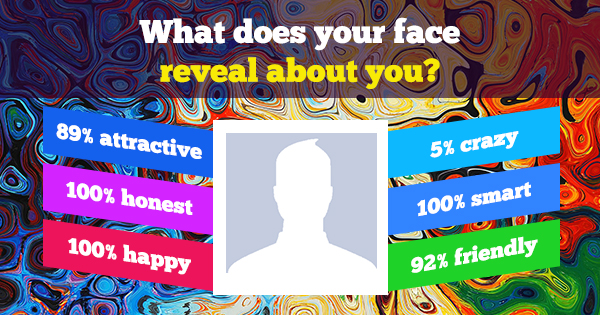 What does your face
reveal about you?
89% attractive
100% honest
100% happy
5% crazy
100% smart
92% friendly